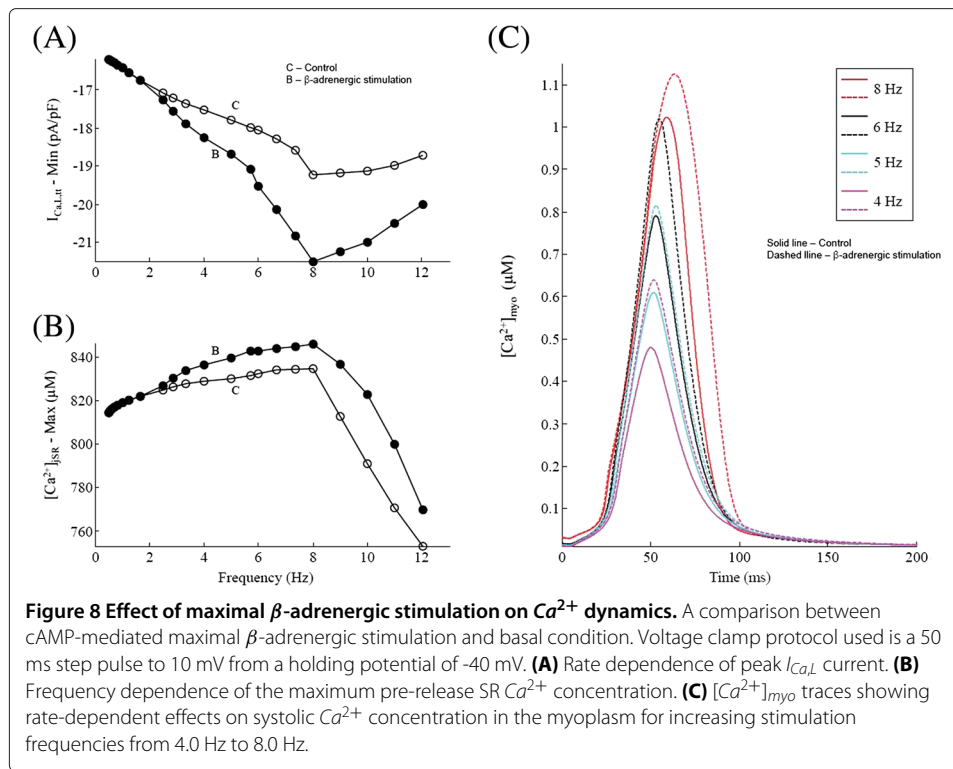 (A)
I_Ca,L,tt - Min (pA/pF)
-17
-18
-19
-20
-21
C – Control
B – β-adrenergic stimulation
C
B
0 2 4 6 8 10 12
(B)
[Ca²⁺]_jSR - Max (μM)
840
820
800
780
760
B
C
0 2 4 6 8 10 12
Frequency (Hz)
(C)
[Ca²⁺]_myo (μM)
1.1
1
0.9
0.8
0.7
0.6
0.5
0.4
0.3
0.2
0.1
8 Hz
6 Hz
5 Hz
4 Hz
Solid line – Control
Dashed lline – β-adrenergic stimulation
0 50 100 150 200
Time (ms)
Figure 8 Effect of maximal β-adrenergic stimulation on Ca²⁺ dynamics. A comparison between
cAMP-mediated maximal β-adrenergic stimulation and basal condition. Voltage clamp protocol used is a 50
ms step pulse to 10 mV from a holding potential of -40 mV. (A) Rate dependence of peak I_Ca,L current. (B)
Frequency dependence of the maximum pre-release SR Ca²⁺ concentration. (C) [Ca²⁺]_myo traces showing
rate-dependent effects on systolic Ca²⁺ concentration in the myoplasm for increasing stimulation
frequencies from 4.0 Hz to 8.0 Hz.